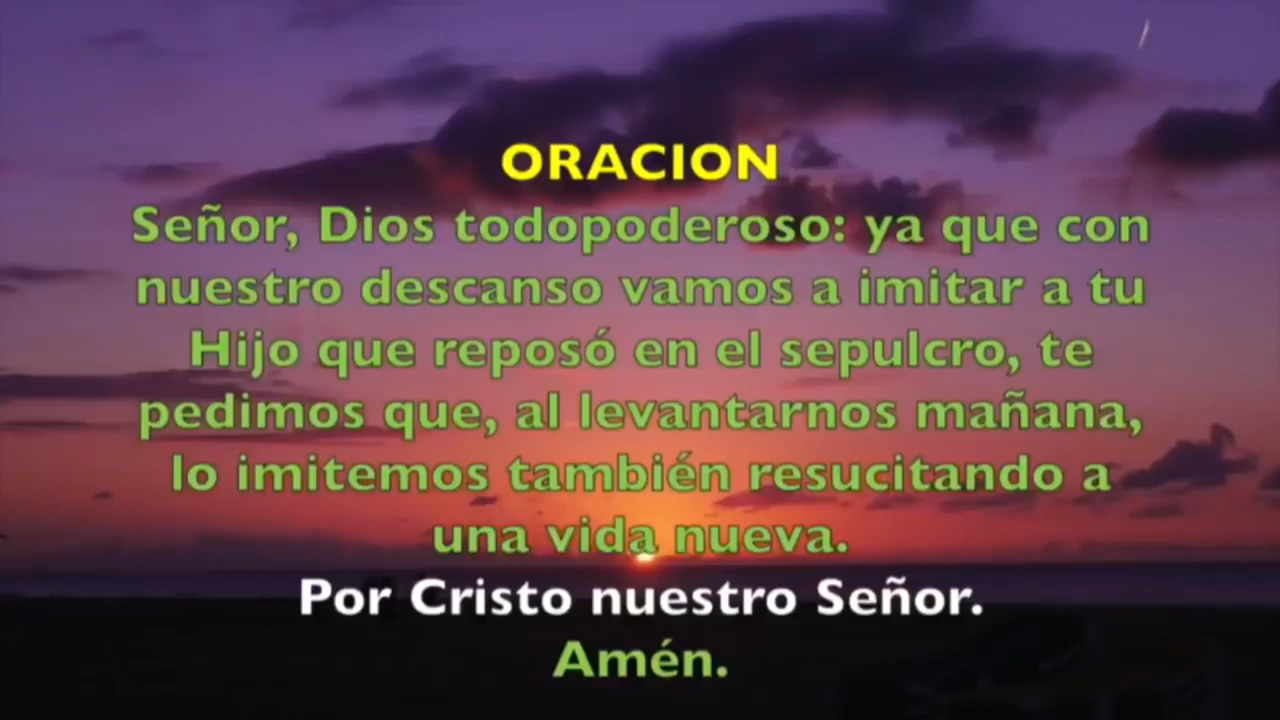 ORACION
Señor, Dios todopoderoso: ya que con
nuestro descanso vamos a imitar a tu
Hijo que reposó en el sepulcro, te
pedimos que, al levantarnos mañana,
lo imitemos también resucitando a
una vida nueva.
Por Cristo nuestro Señor.
Amén.